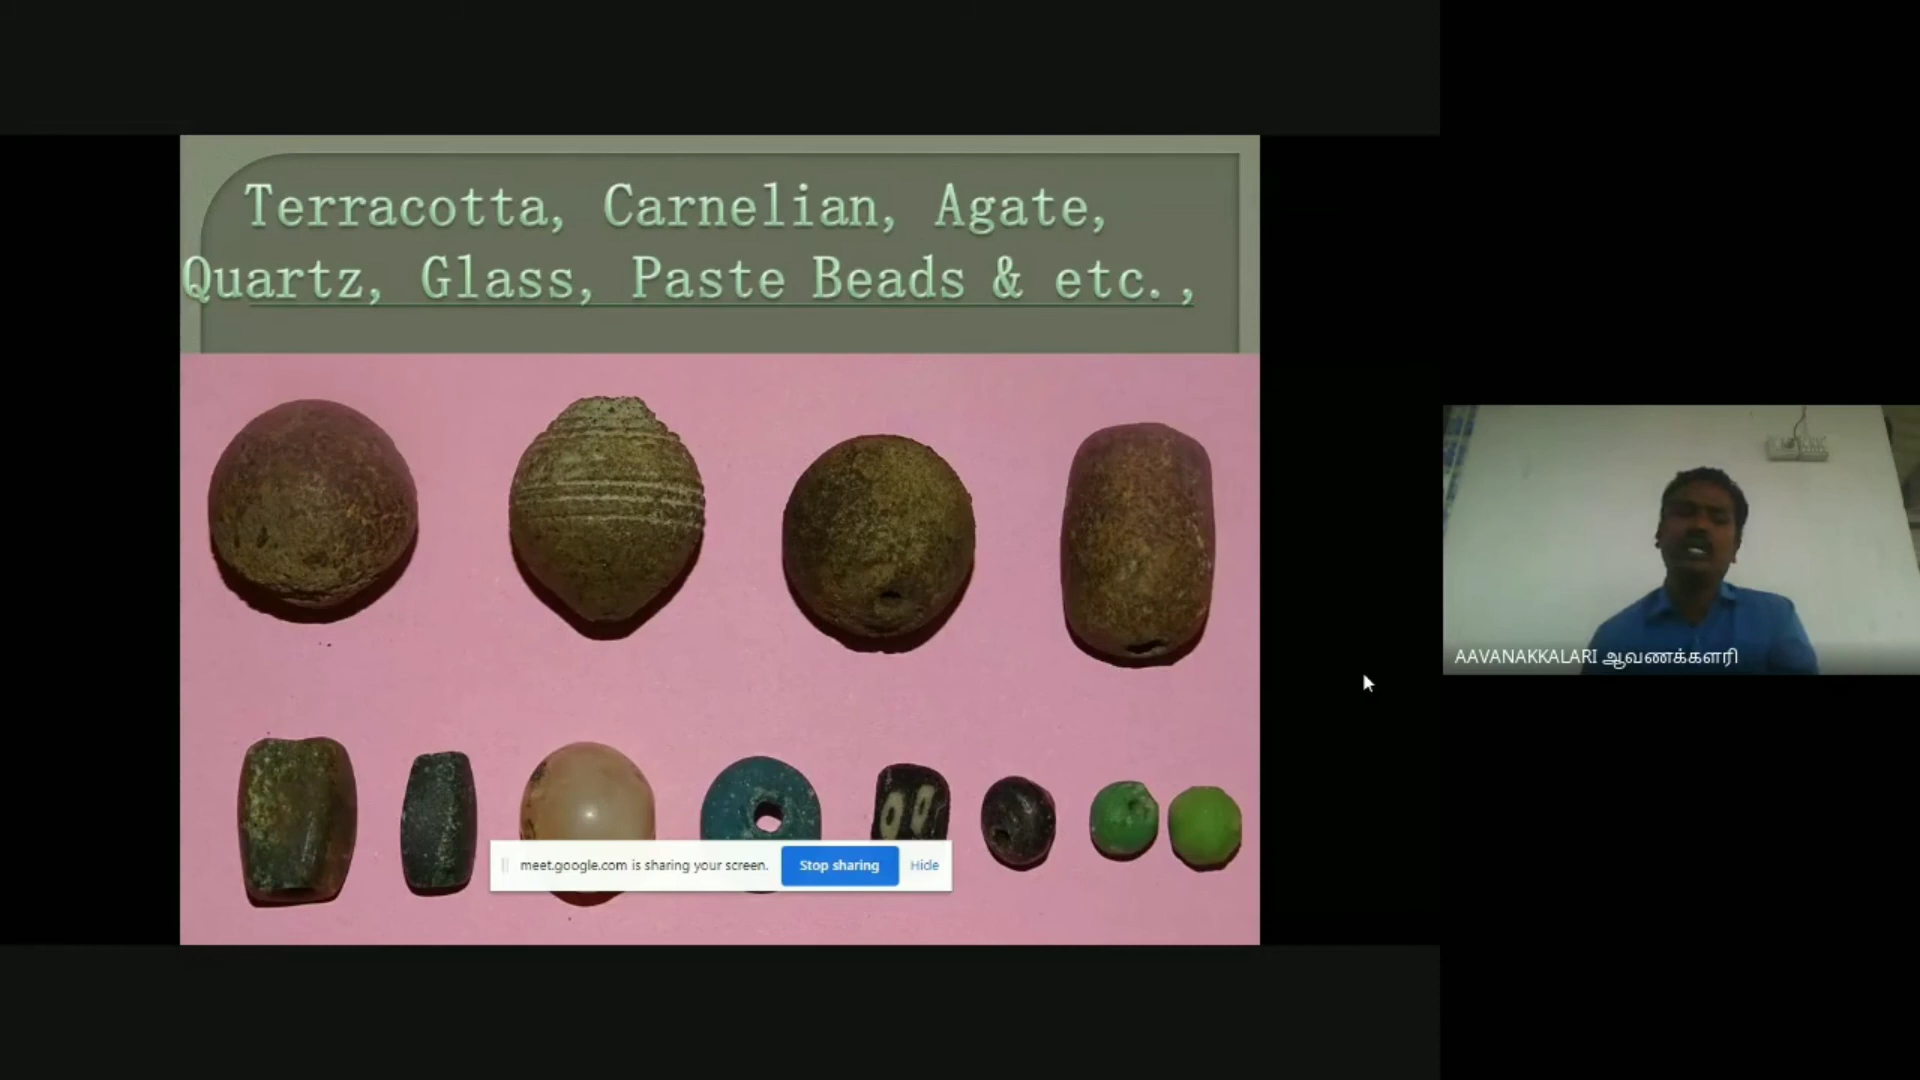 Terracotta, Carnelian, Agate,
Quartz, Glass, Paste Beads & etc.,
meet.google.com is sharing your screen.
Stop sharing
Hide
AAVANAKKALARI ஆவணக்களரி